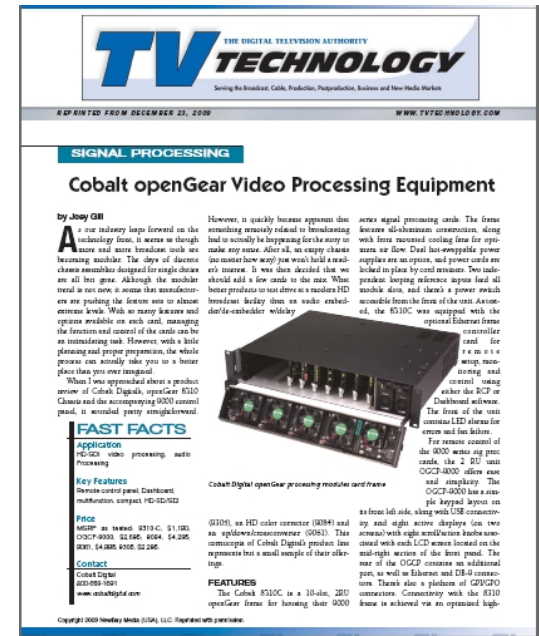 THE DIGITAL TELEVISION AUTHORITY
TV TECHNOLOGY
Serving the Broadcast, Cable, Production, Postproduction, Business and New Media Markets
REPRINTED FROM DECEMBER 23, 2009
WWW.TVTECHNOLOGY.COM
SIGNAL PROCESSING
Cobalt openGear Video Processing Equipment
by Joey Gill
As our industry leaps forward on the
technology front, it seems as though
more and more broadcast tools are
becoming modular. The days of discrete
chassis assemblies designed for single duties
are all but gone. Although the modular
trend is not new, it seems that manufactur-
ers are pushing the feature sets to almost
extreme levels. With so many features and
options available on each card, managing
the function and control of the cards can be
an intimidating task. However, with a little
planning and proper preparation, the whole
process can actually take you to a better
place than you ever imagined.
When I was approached about a product
review of Cobalt Digital's, openGear 8310
Chassis and the accompanying 9000 control
panel, it sounded pretty straightforward.
FAST FACTS
Application
HD-SDI video processing, audio
Processing
Key Features
Remote control panel, Dashboard,
multifunction, compact, HD-SD/SD
Price
MSRP as tested: 8310-C, $1,180,
OGCP-9000, $2,695, 9084, $4,295,
9061, $4,995, 9305, $2,295.
Contact
Cobalt Digital
800-669-1691
www.cobaltdigital.com
However, it quickly became apparent that
something remotely related to broadcasting
had to actually be happening for the story to
make any sense. After all, an empty chassis
(no matter how sexy) just won't hold a read-
er's interest. It was then decided that we
should add a few cards to the mix. What
better products to test drive at a modern HD
broadcast facility than an audio embed-
der/de-embedder w/delay
Cobalt Digital openGear processing modules card frame
(9305), an HD color corrector (9084) and
an up/down/crossconverter (9061). This
cornucopia of Cobalt Digital's product line
represents but a small sample of their offer-
ings.
FEATURES
The Cobalt 8310C is a 10-slot, 2RU
openGear frame for housing their 9000
series signal processing cards. The frame
features all-aluminum construction, along
with front mounted cooling fans for opti-
mum air flow. Dual hot-swappable power
supplies are an option, and power cords are
locked in place by cord retainers. Two inde-
pendent looping reference inputs feed all
module slots, and there's a power switch
accessible from the front of the unit. As test-
ed, the 8310C was equipped with the
optional Ethernet frame
controller
card for
remote
setup, mon-
itoring and
control using
either the RCP or
Dashboard software.
The front of the unit
contains LED alarms for
errors and fan failure.
For remote control of
the 9000 series sig proc
cards, the 2 RU unit
OGCP-9000 offers ease
and simplicity. The
OGCP-9000 has a sim-
ple keypad layout on
its front left side, along with USB connectiv-
ity, and eight active displays (on two
screens) with eight scroll/action knobs asso-
ciated with each LCD screen located on the
mid-right section of the front panel. The
rear of the OGCP contains an additional
port, as well as Ethernet and DB-9 connec-
tors. There's also a plethora of GPI/GPO
connectors. Connectivity with the 8310
frame is achieved via an optimized high-
Copyright 2009 NewBay Media (USA), LLC. Reprinted with permission.